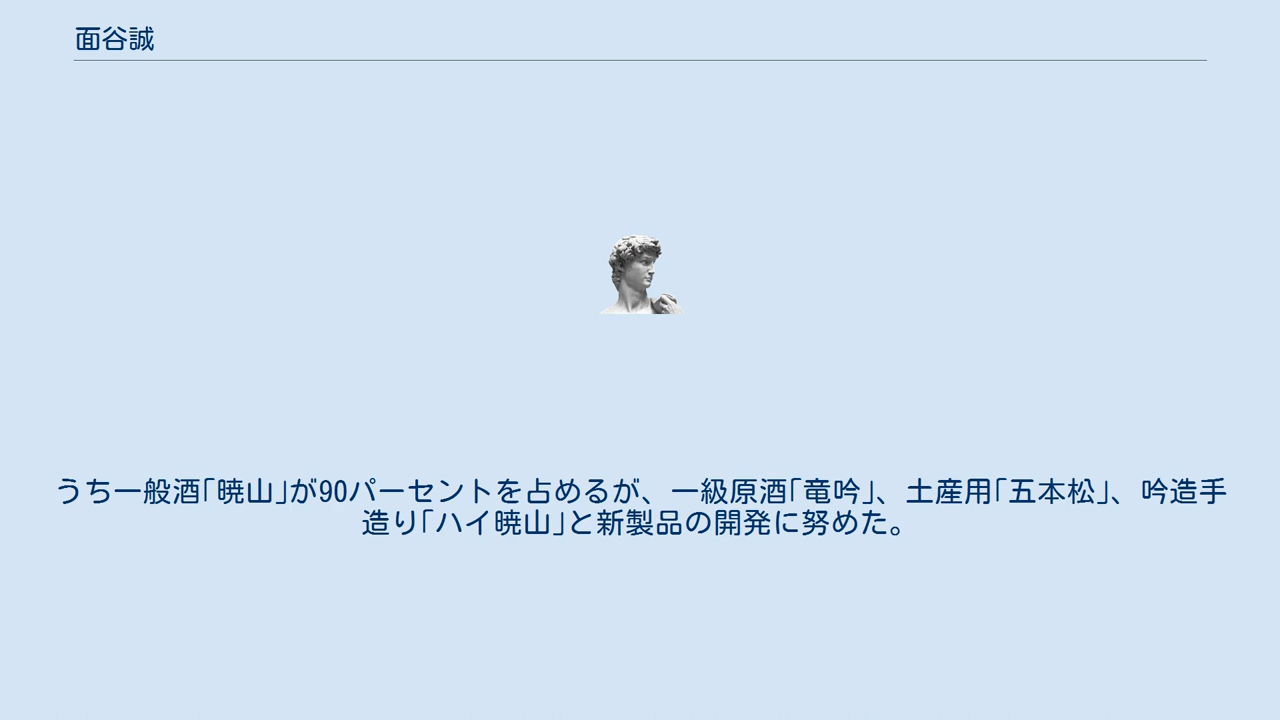 面谷誠
うち一般酒｢暁山｣が90パーセントを占めるが、一級原酒｢竜吟｣、土産用｢五本松｣、吟造手
造り｢ハイ暁山｣と新製品の開発に努めた。